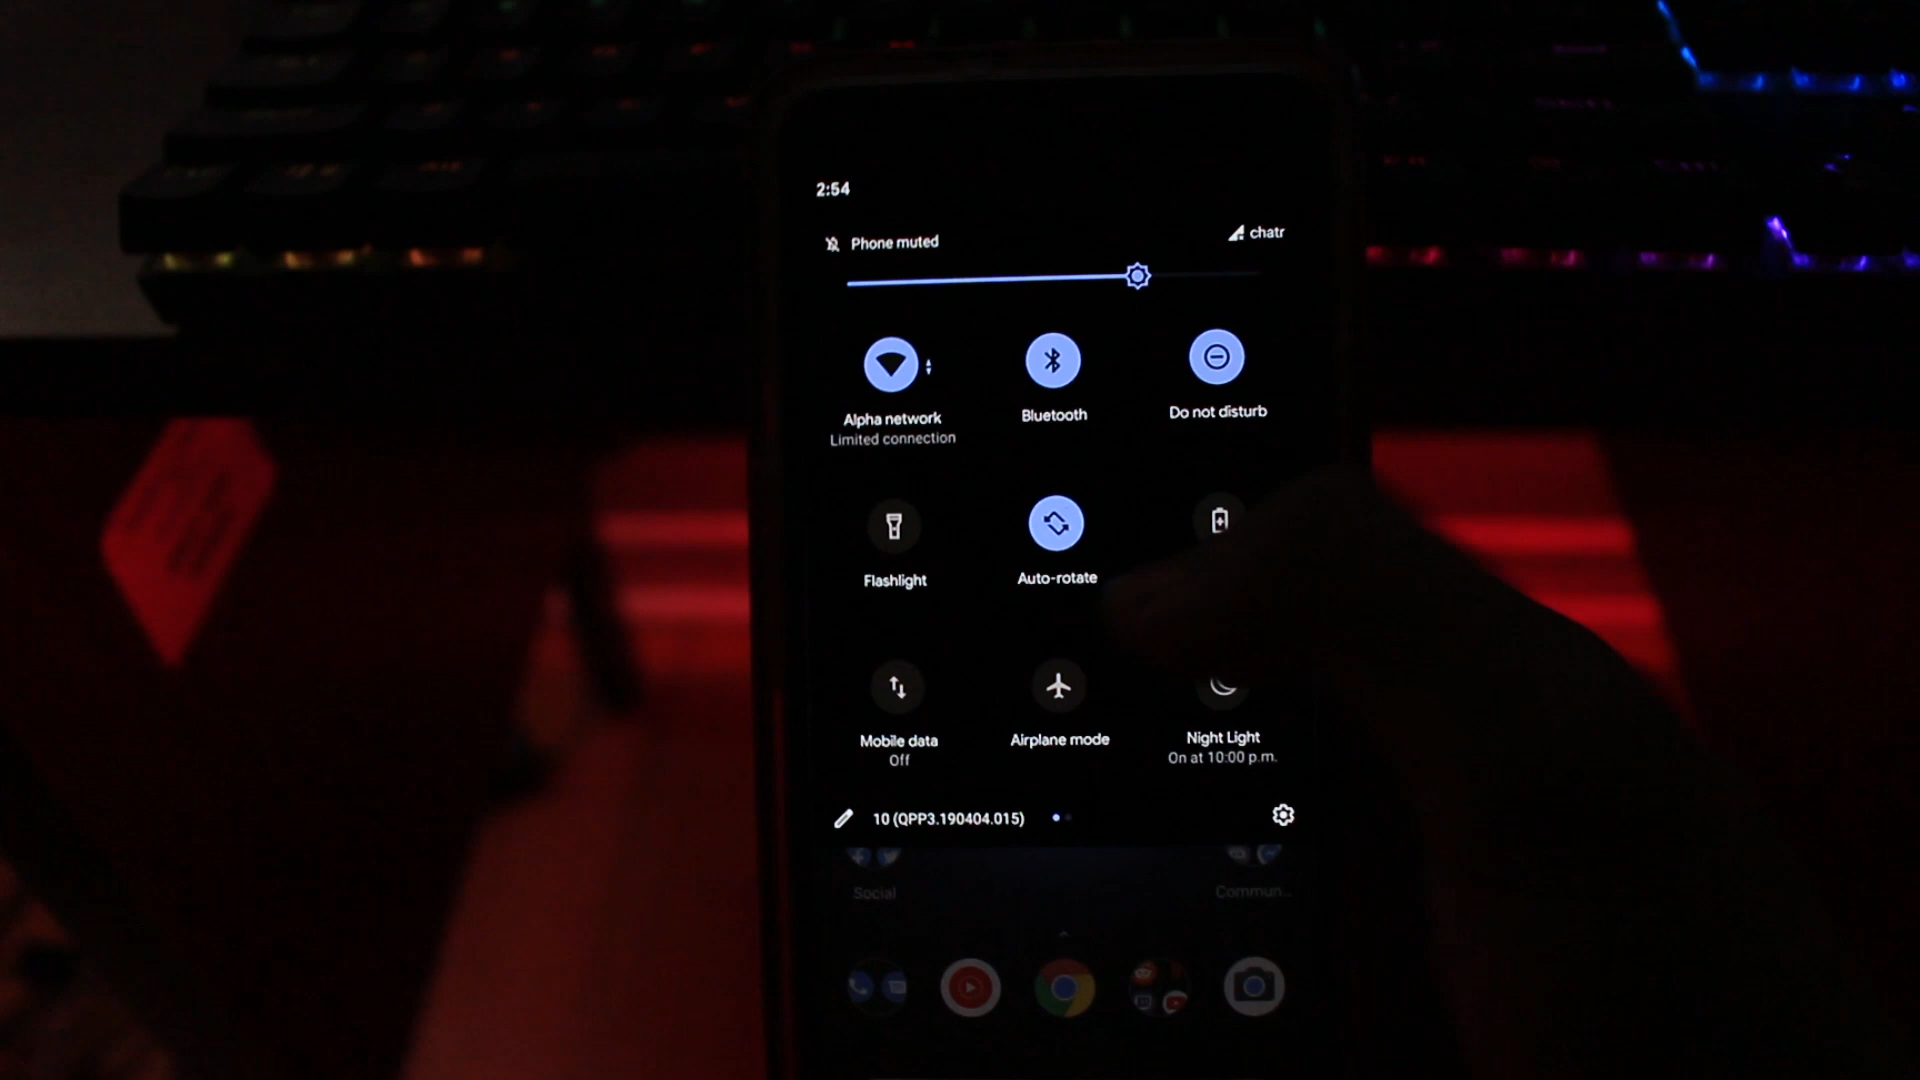 2:54
Phone muted
chatr
Alpha network
Limited connection
Bluetooth
Do not disturb
Flashlight
Auto-rotate
Mobile data
Off
Airplane mode
Night Light
On at 10:00 p.m.
10 (QPP3.190404.015)
Social
Commun...